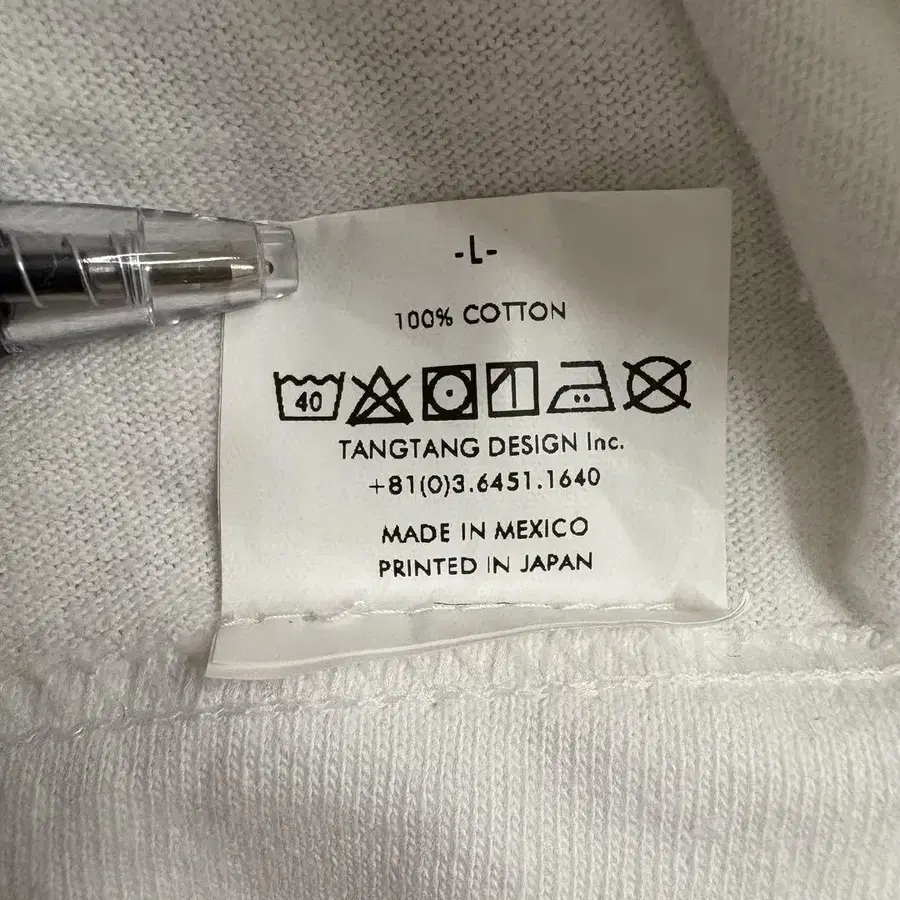 -L-
100% COTTON
40
TANGTANG DESIGN Inc.
+81(0)3.6451.1640
MADE IN MEXICO
PRINTED IN JAPAN